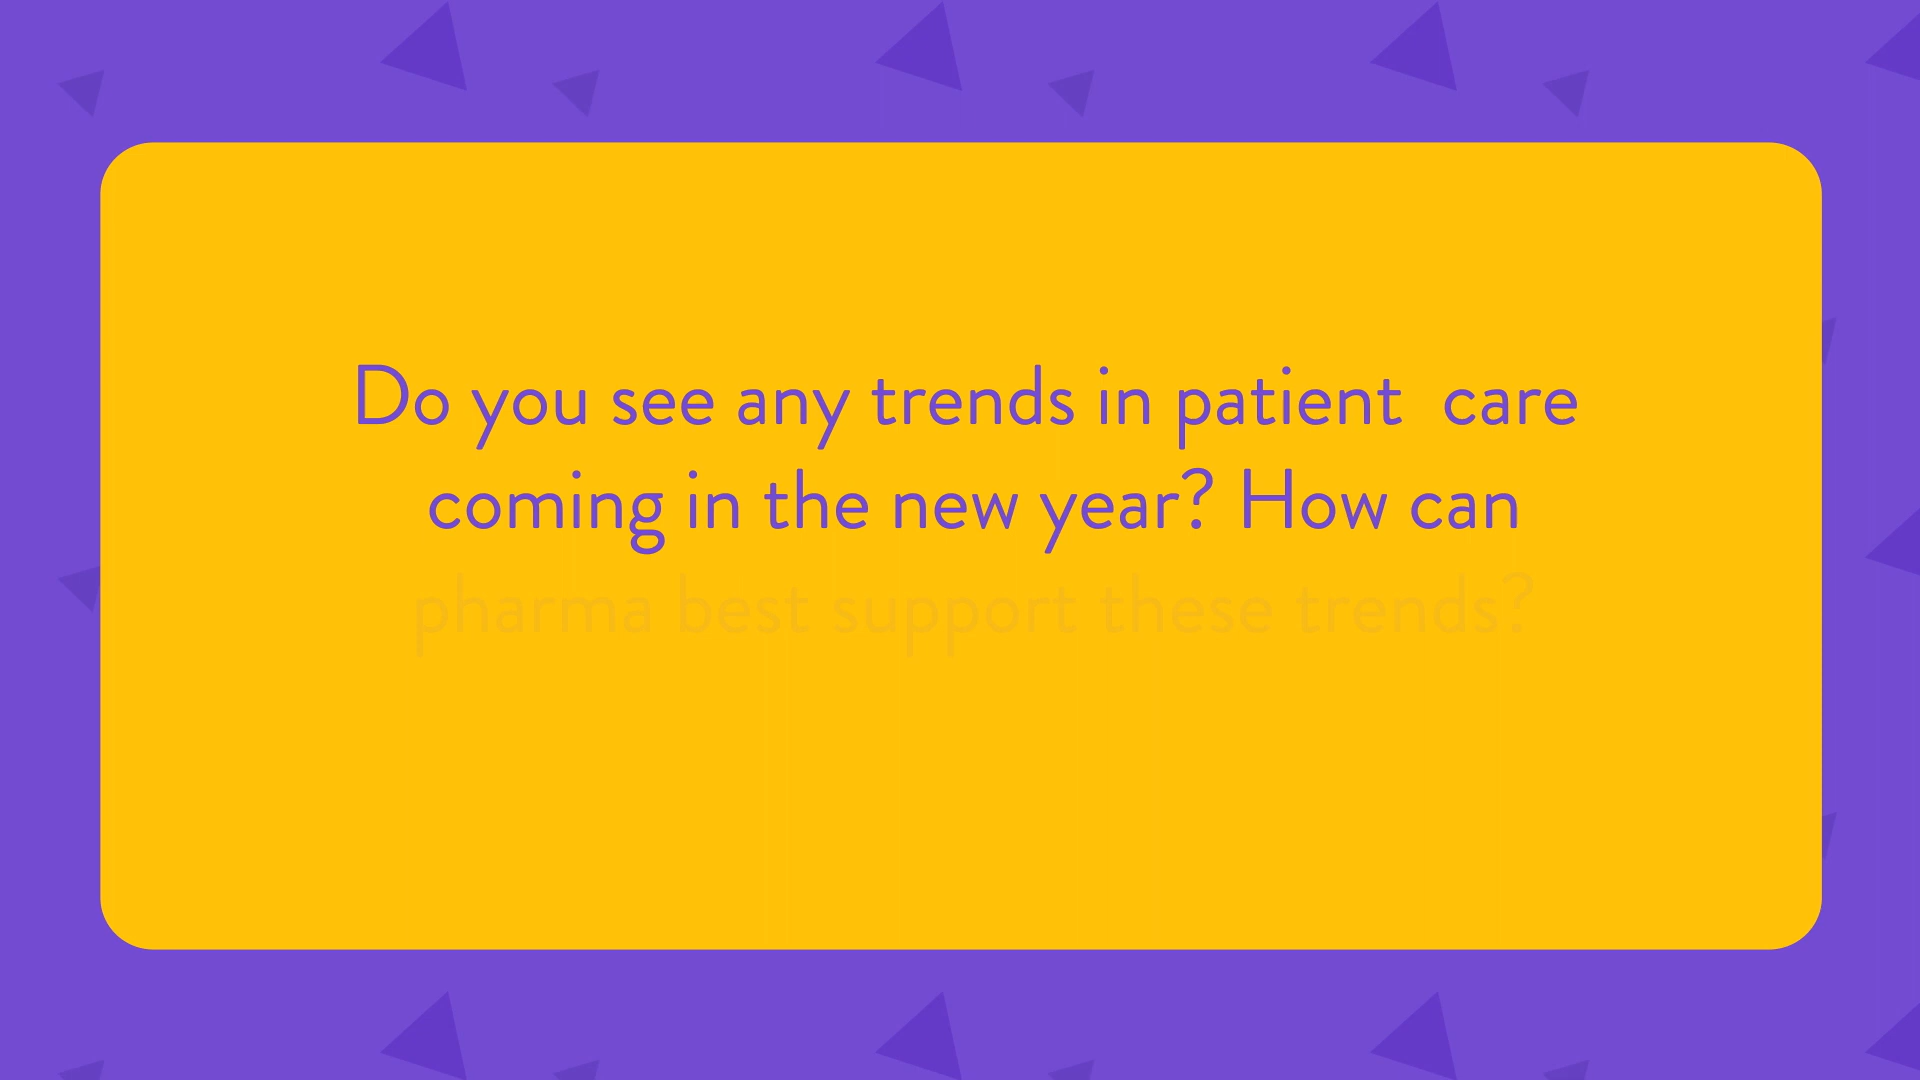 Do you see any trends in patient  care
coming in the new year? How can
pharma best support these trends?